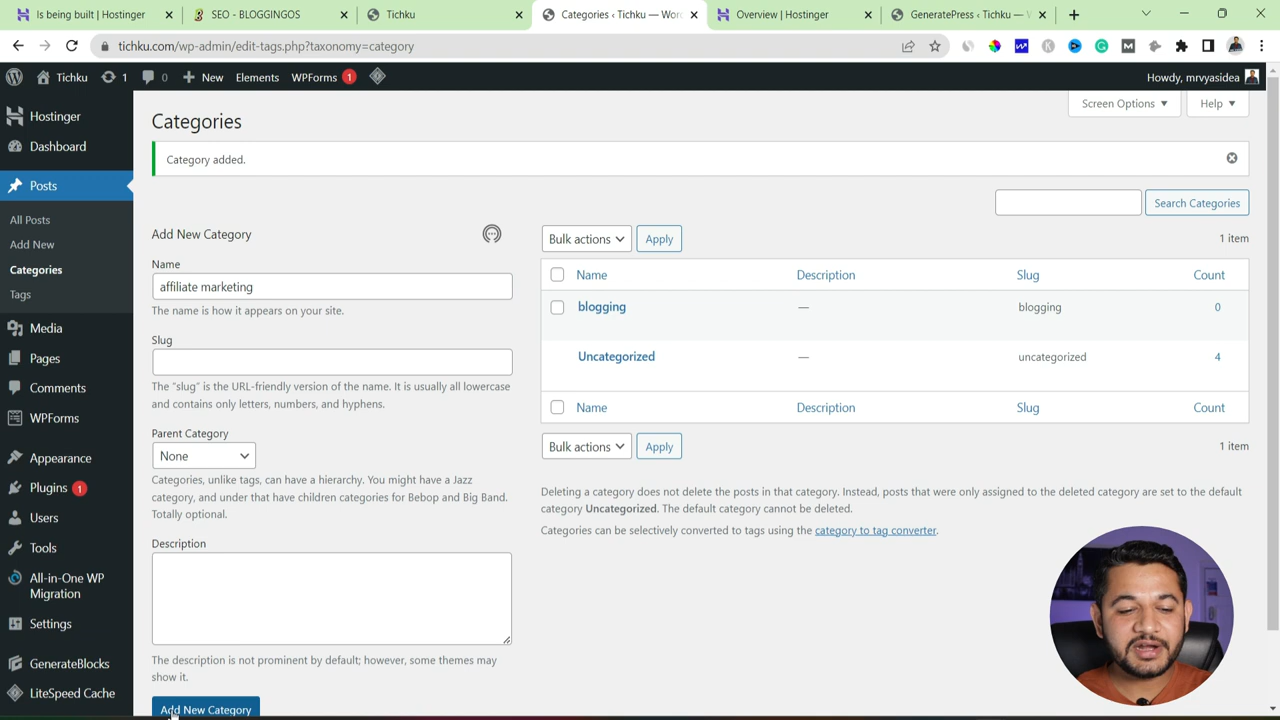 Is being built | Hostinger
SEO - BLOGGINGOS
Tichku
Categories ‹ Tichku — Word
Overview | Hostinger
GeneratePress ‹ Tichku — W
tichku.com/wp-admin/edit-tags.php?taxonomy=category
Tichku
1
0
New
Elements
WPForms
1
Howdy, mrvyasidea
Hostinger
Dashboard
Posts
All Posts
Add New
Categories
Tags
Media
Pages
Comments
WPForms
Appearance
Plugins 1
Users
Tools
All-in-One WP
Migration
Settings
GenerateBlocks
LiteSpeed Cache
Screen Options
Help
Categories
Category added.
Search Categories
Add New Category
Name
affiliate marketing
The name is how it appears on your site.
Slug
The “slug” is the URL-friendly version of the name. It is usually all lowercase
and contains only letters, numbers, and hyphens.
Parent Category
None
Categories, unlike tags, can have a hierarchy. You might have a Jazz
category, and under that have children categories for Bebop and Big Band.
Totally optional.
Description
The description is not prominent by default; however, some themes may
show it.
Add New Category
Bulk actions
Apply
1 item
Name Description Slug Count
blogging — blogging 0
Uncategorized — uncategorized 4
Name Description Slug Count
Bulk actions
Apply
1 item
Deleting a category does not delete the posts in that category. Instead, posts that were only assigned to the deleted category are set to the default
category Uncategorized. The default category cannot be deleted.
Categories can be selectively converted to tags using the category to tag converter.